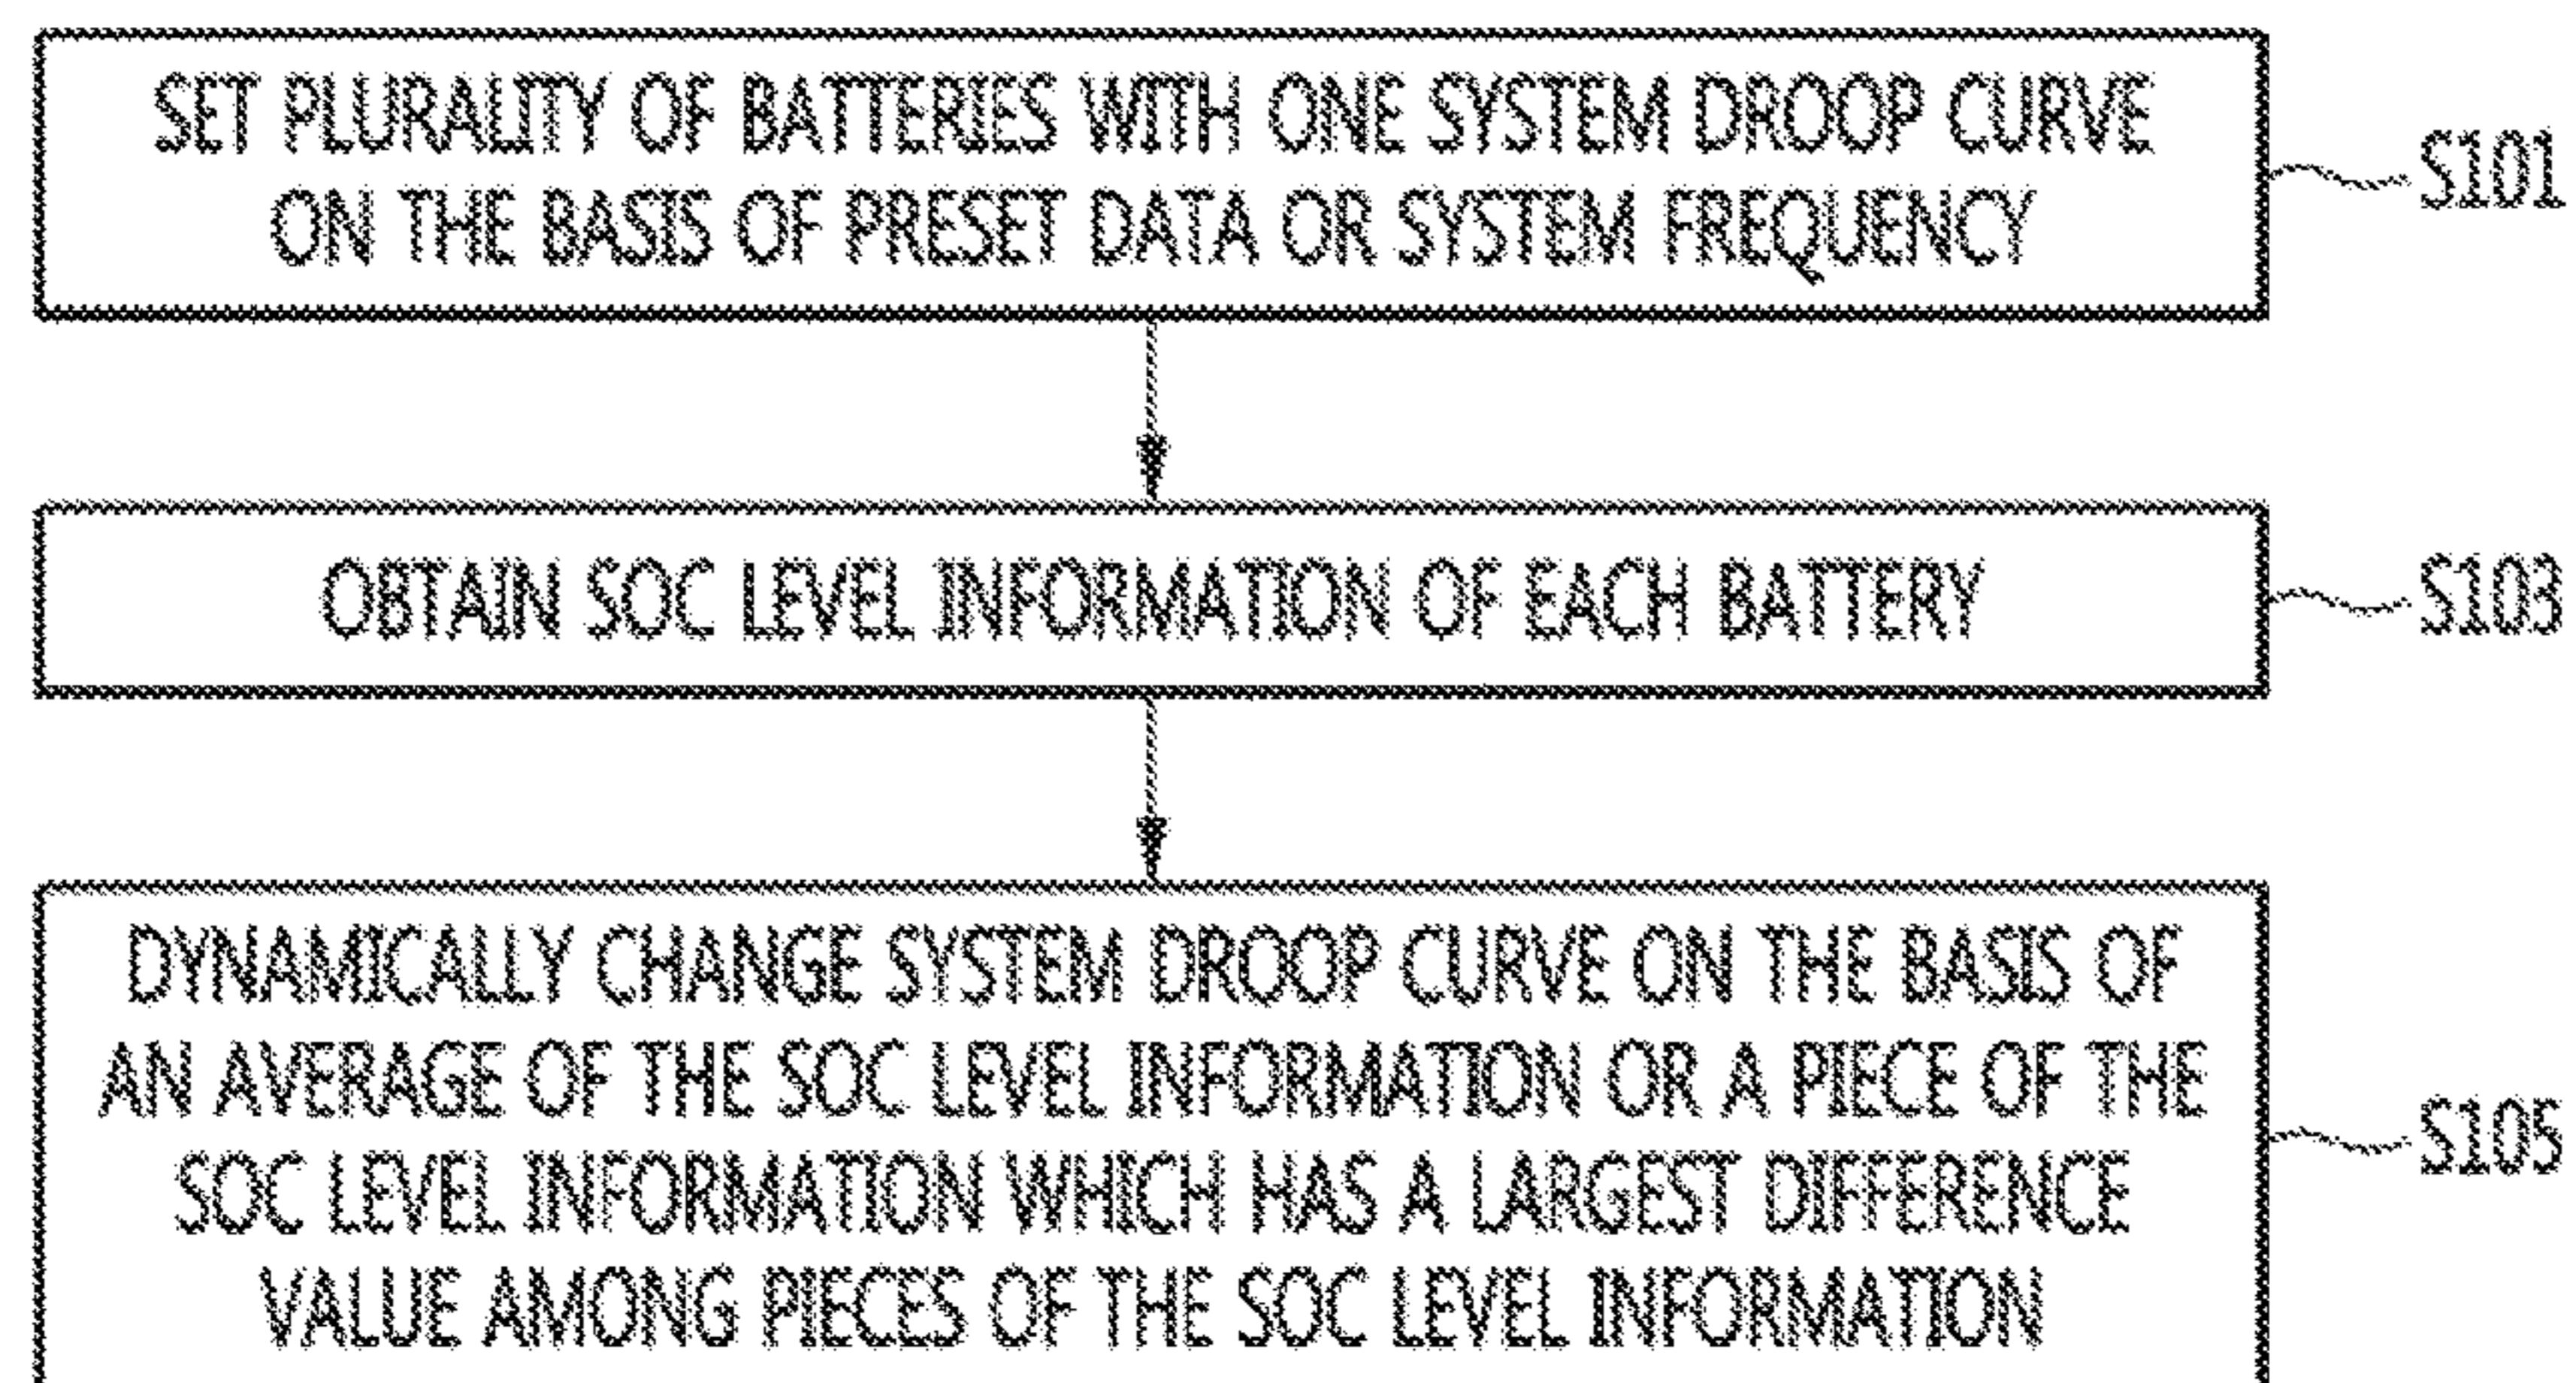 SET PLURALITY OF BATTERIES WITH ONE SYSTEM DROOP CURVE
ON THE BASIS OF PRESET DATA OR SYSTEM FREQUENCY
S101
OBTAIN SOC LEVEL INFORMATION OF EACH BATTERY
S103
DYNAMICALLY CHANGE SYSTEM DROOP CURVE ON THE BASIS OF
AN AVERAGE OF THE SOC LEVEL INFORMATION OR A PIECE OF THE
SOC LEVEL INFORMATION WHICH HAS A LARGEST DIFFERENCE
VALUE AMONG PIECES OF THE SOC LEVEL INFORMATION
S105